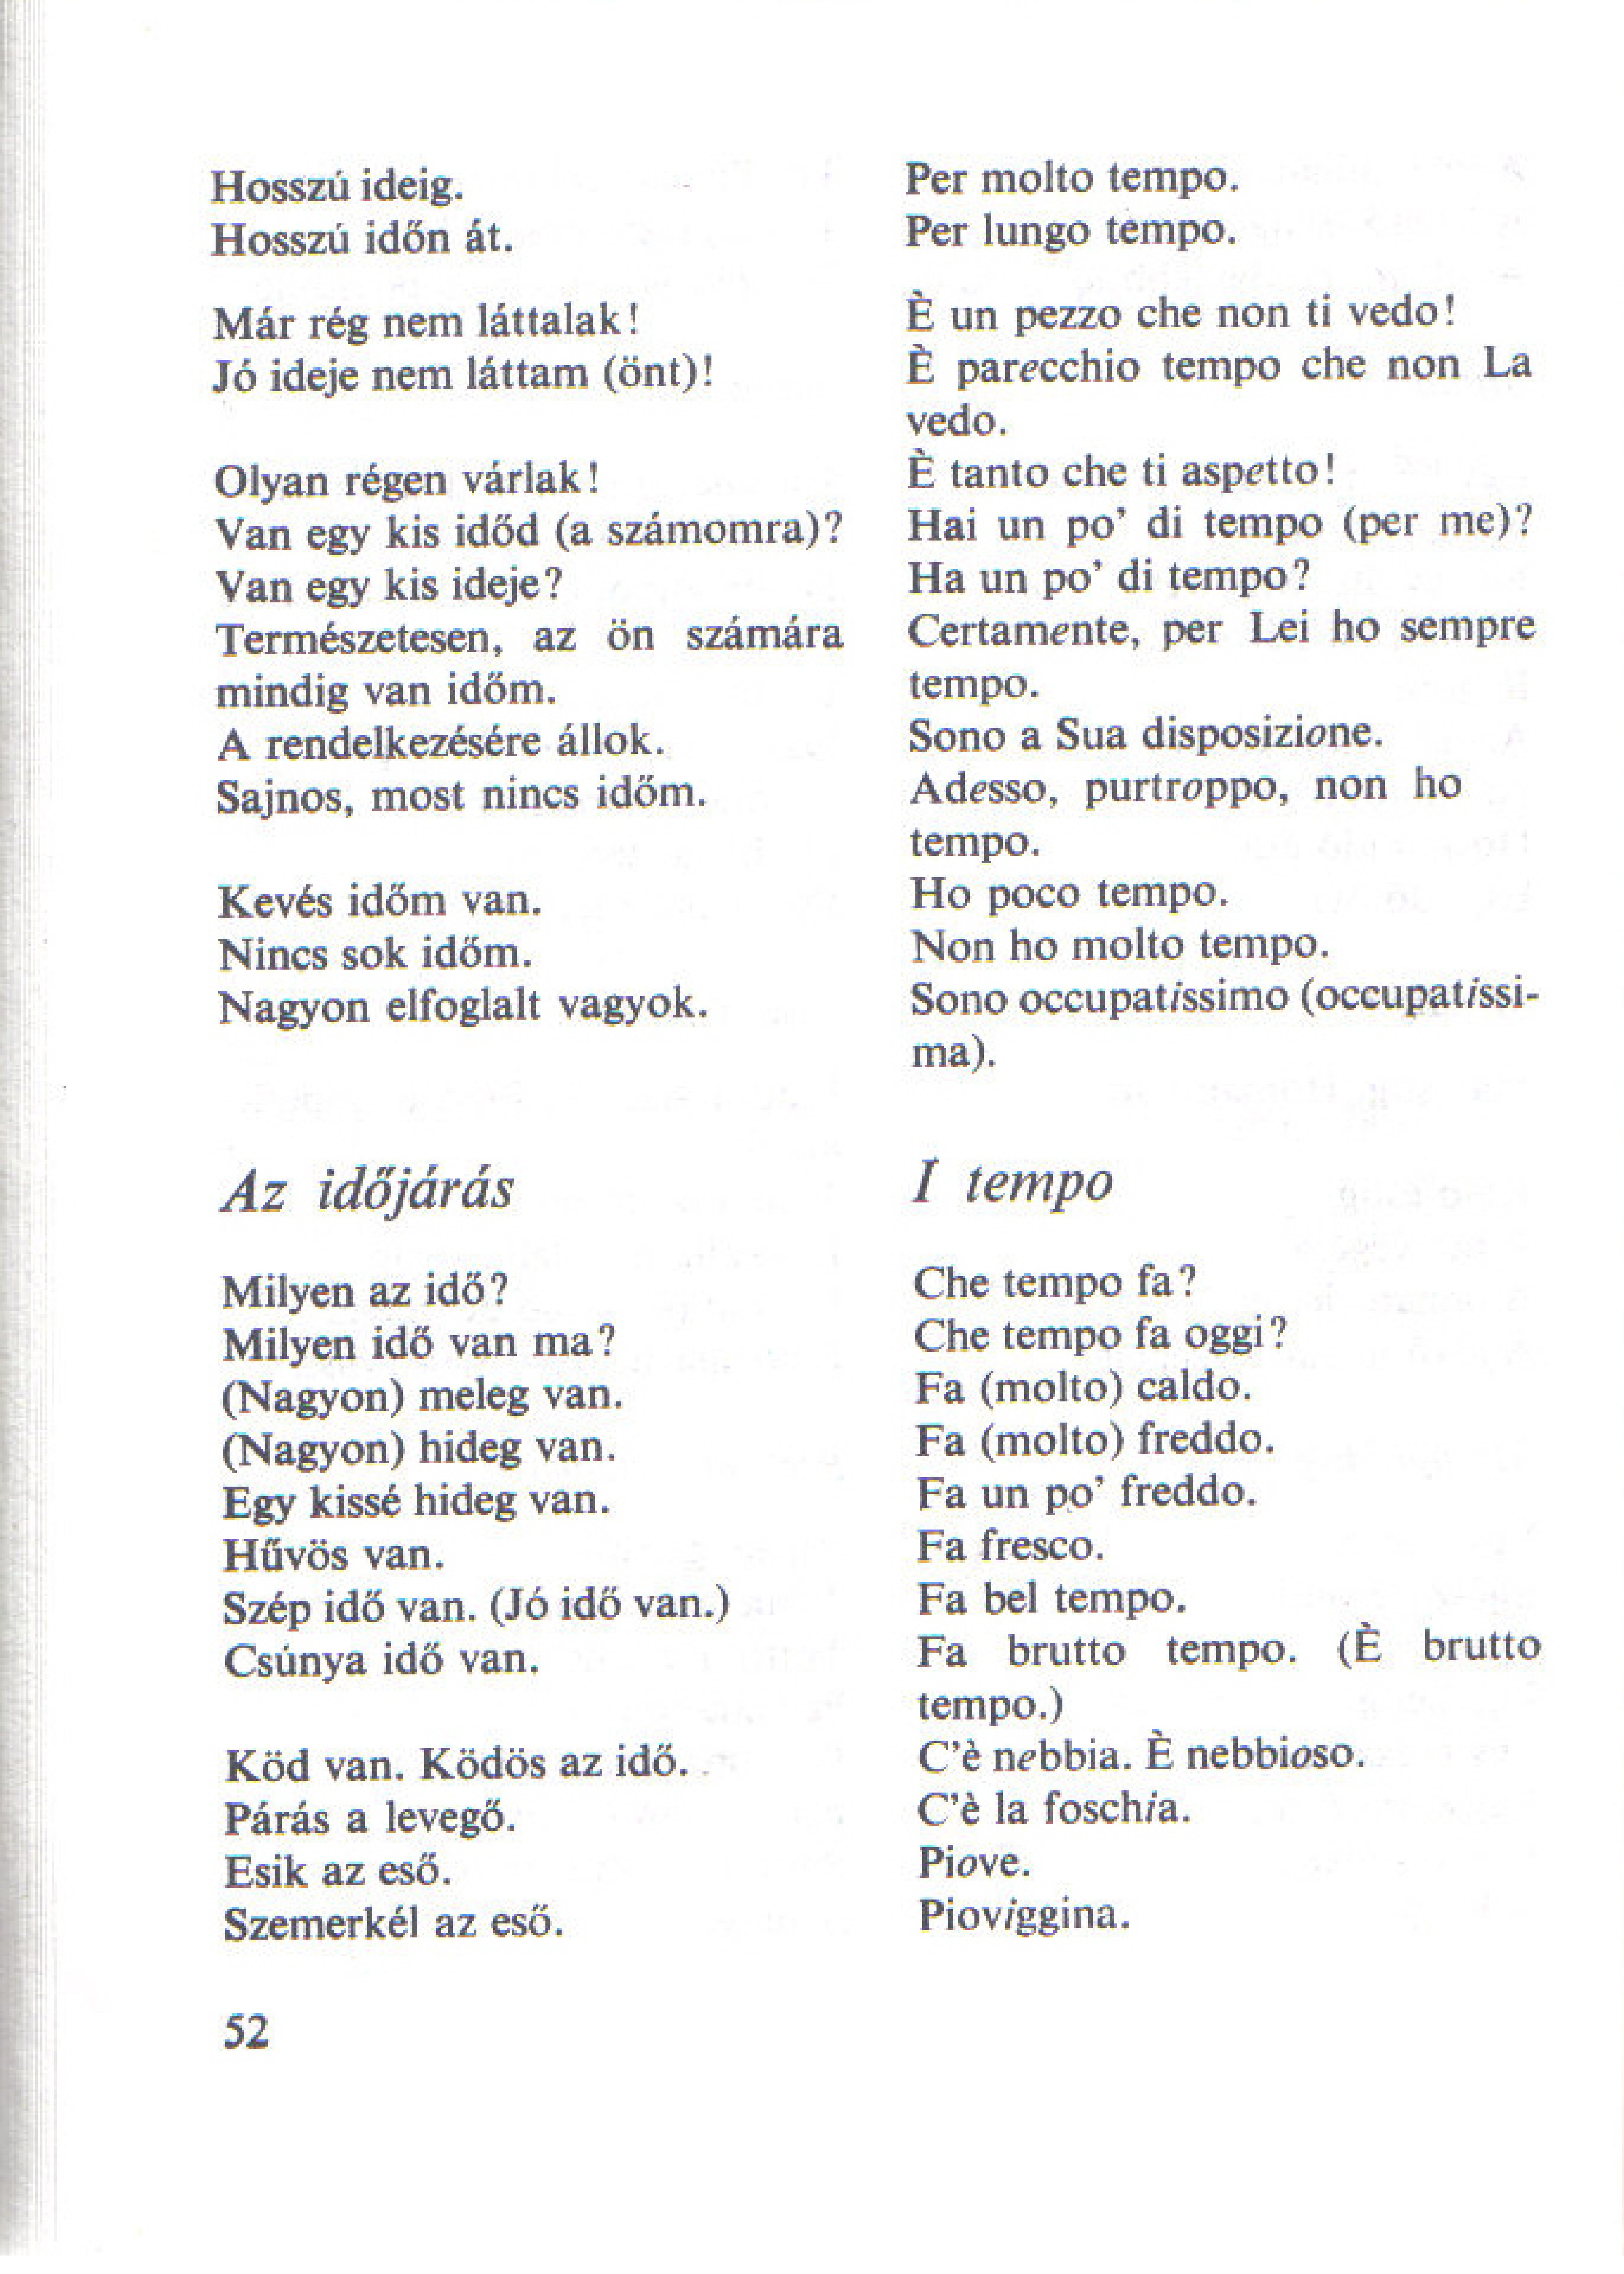 Hosszú ideig.
Hosszú időn át.
Már rég nem láttalak!
Jó ideje nem láttam (önt)!
Olyan régen várlak!
Van egy kis időd (a számomra)?
Van egy kis ideje?
Természetesen, az ön számára
mindig van időm.
A rendelkezésére állok.
Sajnos, most nincs időm.
Kevés időm van.
Nincs sok időm.
Nagyon elfoglalt vagyok.
Az időjárás
Milyen az idő?
Milyen idő van ma?
(Nagyon) meleg van.
(Nagyon) hideg van.
Egy kissé hideg van.
Hűvös van.
Szép idő van. (Jó idő van.)
Csúnya idő van.
Köd van. Ködös az idő.
Párás a levegő.
Esik az eső.
Szemerkél az eső.
52
Per molto tempo.
Per lungo tempo.
È un pezzo che non ti vedo!
È parecchio tempo che non La
vedo.
È tanto che ti aspetto!
Hai un po’ di tempo (per me)?
Ha un po’ di tempo?
Certamente, per Lei ho sempre
tempo.
Sono a Sua disposizione.
Adesso, purtroppo, non ho
tempo.
Ho poco tempo.
Non ho molto tempo.
Sono occupatissimo (occupatissi-
ma).
I tempo
Che tempo fa?
Che tempo fa oggi?
Fa (molto) caldo.
Fa (molto) freddo.
Fa un po’ freddo.
Fa fresco.
Fa bel tempo.
Fa brutto tempo. (È brutto
tempo.)
C’è nebbia. È nebbioso.
C’è la foschia.
Piove.
Pioviggina.